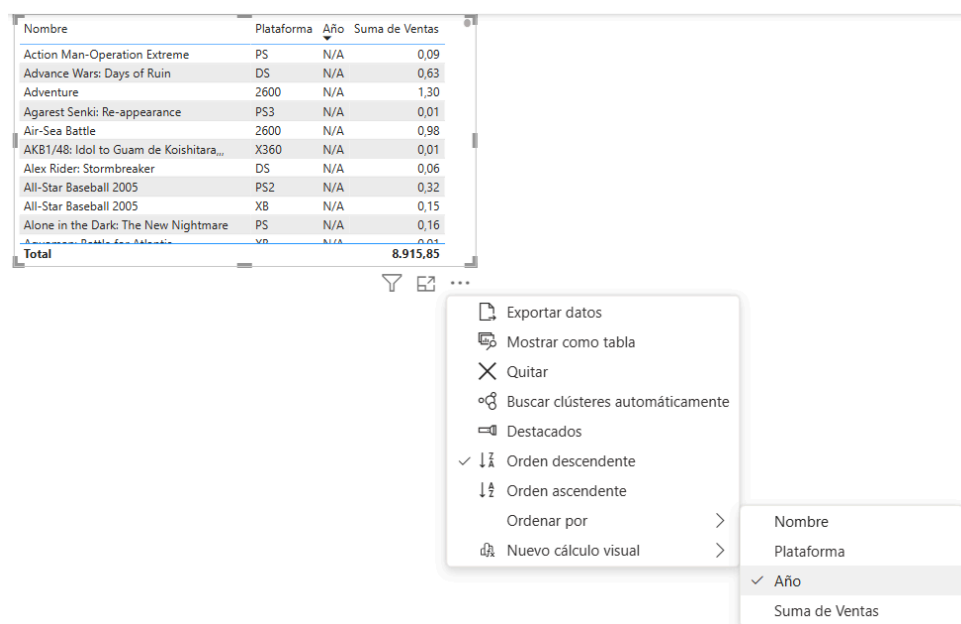 Nombre Plataforma Año Suma de Ventas
Action Man-Operation Extreme PS N/A 0,09
Advance Wars: Days of Ruin DS N/A 0,63
Adventure 2600 N/A 1,30
Agarest Senki: Re-appearance PS3 N/A 0,01
Air-Sea Battle 2600 N/A 0,98
AKB1/48: Idol to Guam de Koishitara,,, X360 N/A 0,01
Alex Rider: Stormbreaker DS N/A 0,06
All-Star Baseball 2005 PS2 N/A 0,32
All-Star Baseball 2005 XB N/A 0,15
Alone in the Dark: The New Nightmare PS N/A 0,16
Total 8.915,85
Exportar datos
Mostrar como tabla
Quitar
Buscar clústeres automáticamente
Destacados
Orden descendente
Orden ascendente
Ordenar por
Nuevo cálculo visual
Nombre
Plataforma
Año
Suma de Ventas